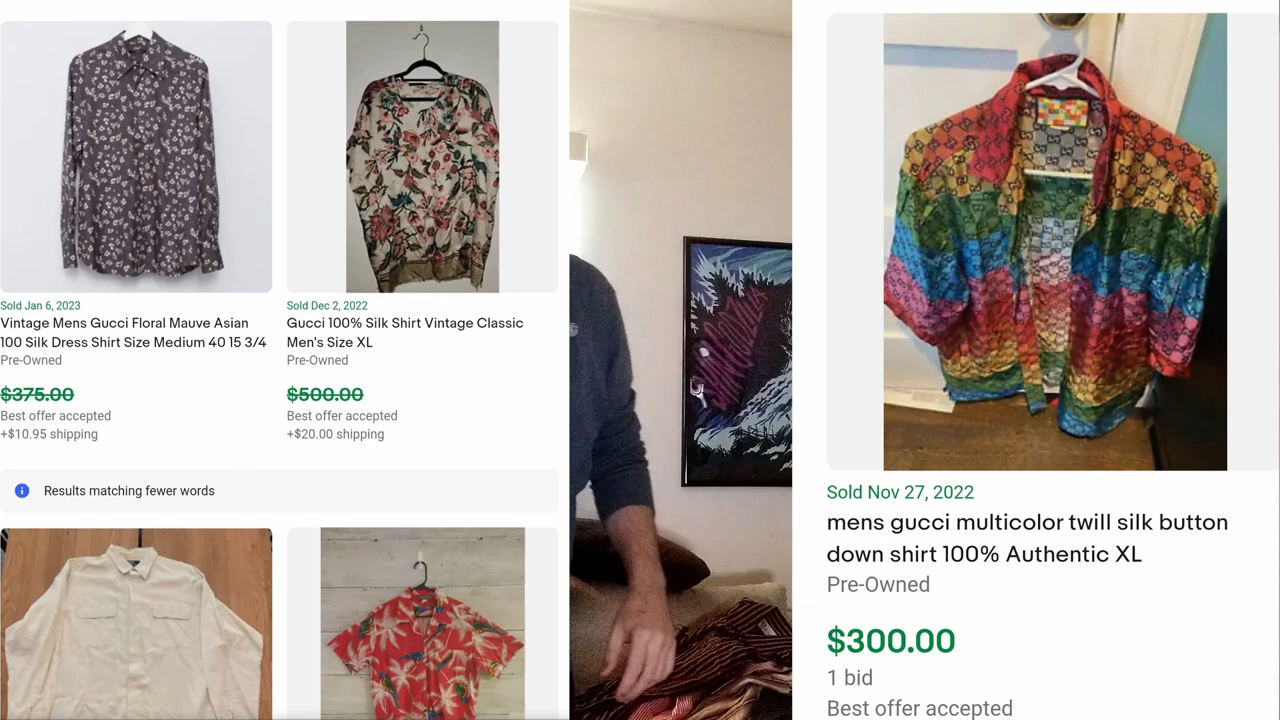 Sold Jan 6, 2023
Vintage Mens Gucci Floral Mauve Asian
100 Silk Dress Shirt Size Medium 40 15 3/4
Pre-Owned
$375.00
Best offer accepted
+$10.95 shipping
Sold Dec 2, 2022
Gucci 100% Silk Shirt Vintage Classic
Men's Size XL
Pre-Owned
$500.00
Best offer accepted
+$20.00 shipping
Results matching fewer words
Sold Nov 27, 2022
mens gucci multicolor twill silk button
down shirt 100% Authentic XL
Pre-Owned
$300.00
1 bid
Best offer accepted